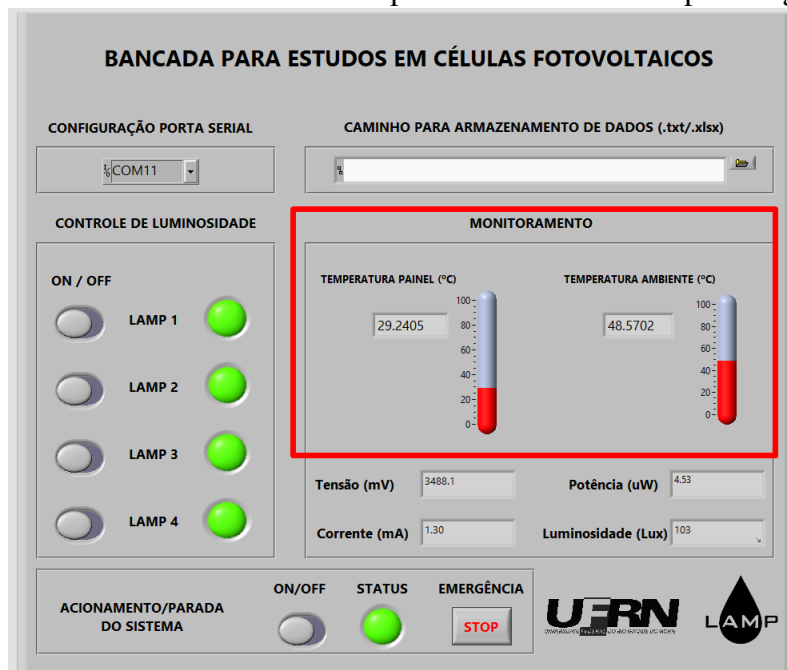 BANCADA PARA ESTUDOS EM CÉLULAS FOTOVOLTAICOS
CONFIGURAÇÃO PORTA SERIAL
CAMINHO PARA ARMAZENAMENTO DE DADOS (.txt/.xlsx)
COM11
CONTROLE DE LUMINOSIDADE
MONITORAMENTO
ON / OFF
LAMP 1
LAMP 2
LAMP 3
LAMP 4
TEMPERATURA PAINEL (ºC)
29.2405
100
80
60
40
20
0
TEMPERATURA AMBIENTE (ºC)
48.5702
100
80
60
40
20
0
Tensão (mV) 3488.1
Potência (uW) 4.53
Corrente (mA) 1.30
Luminosidade (Lux) 103
ACIONAMENTO/PARADA
DO SISTEMA
ON/OFF
STATUS
EMERGÊNCIA
STOP
UFRN
LAMP